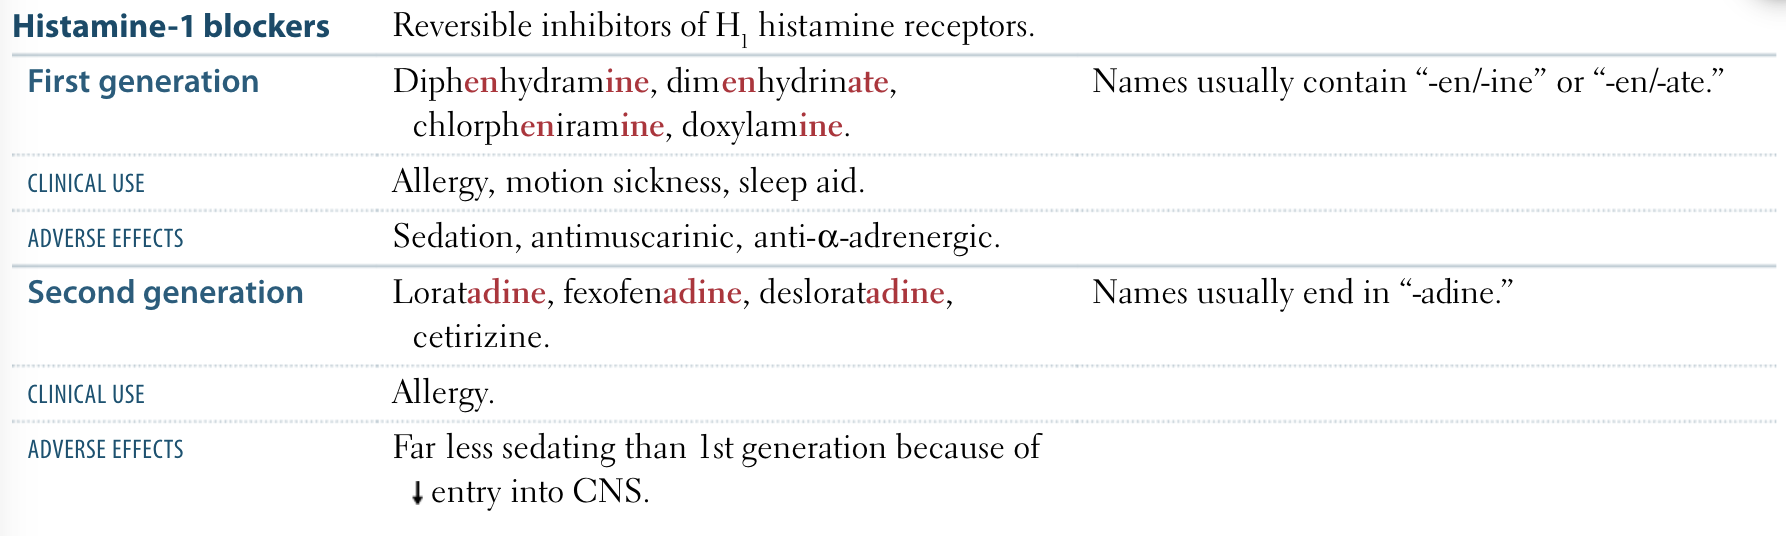 Histamine-1 blockers Reversible inhibitors of H1 histamine receptors.
First generation Diphenhydramine, dimenhydrinate, Names usually contain “-en/-ine” or “-en/-ate.”
chlorpheniramine, doxylamine.
CLINICAL USE Allergy, motion sickness, sleep aid.
ADVERSE EFFECTS Sedation, antimuscarinic, anti-α-adrenergic.
Second generation Loratadine, fexofenadine, desloratadine, Names usually end in “-adine.”
cetirizine.
CLINICAL USE Allergy.
ADVERSE EFFECTS Far less sedating than 1st generation because of
↓ entry into CNS.